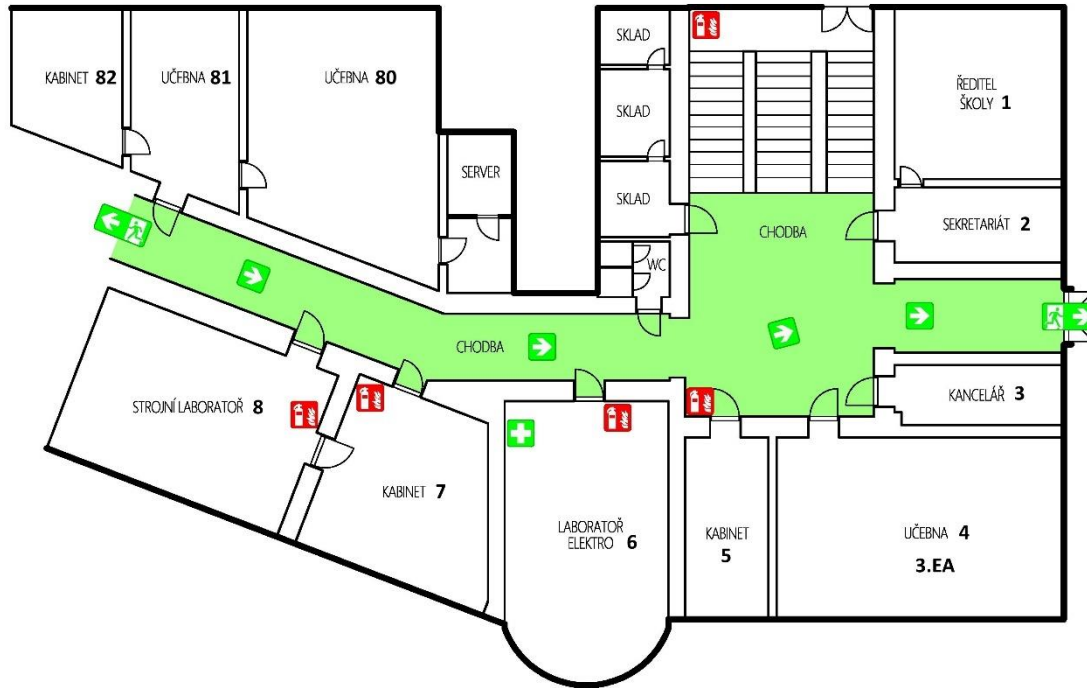 KABINET 82
UČEBNA 81
UČEBNA 80
SERVER
SKLAD
SKLAD
SKLAD
WC
CHODBA
ŘEDITEL
ŠKOLY 1
SEKRETARIÁT 2
CHODBA
KANCELÁŘ 3
STROJNÍ LABORATOŘ 8
KABINET 7
LABORATOŘ
ELEKTRO 6
KABINET
5
UČEBNA 4
3.EA